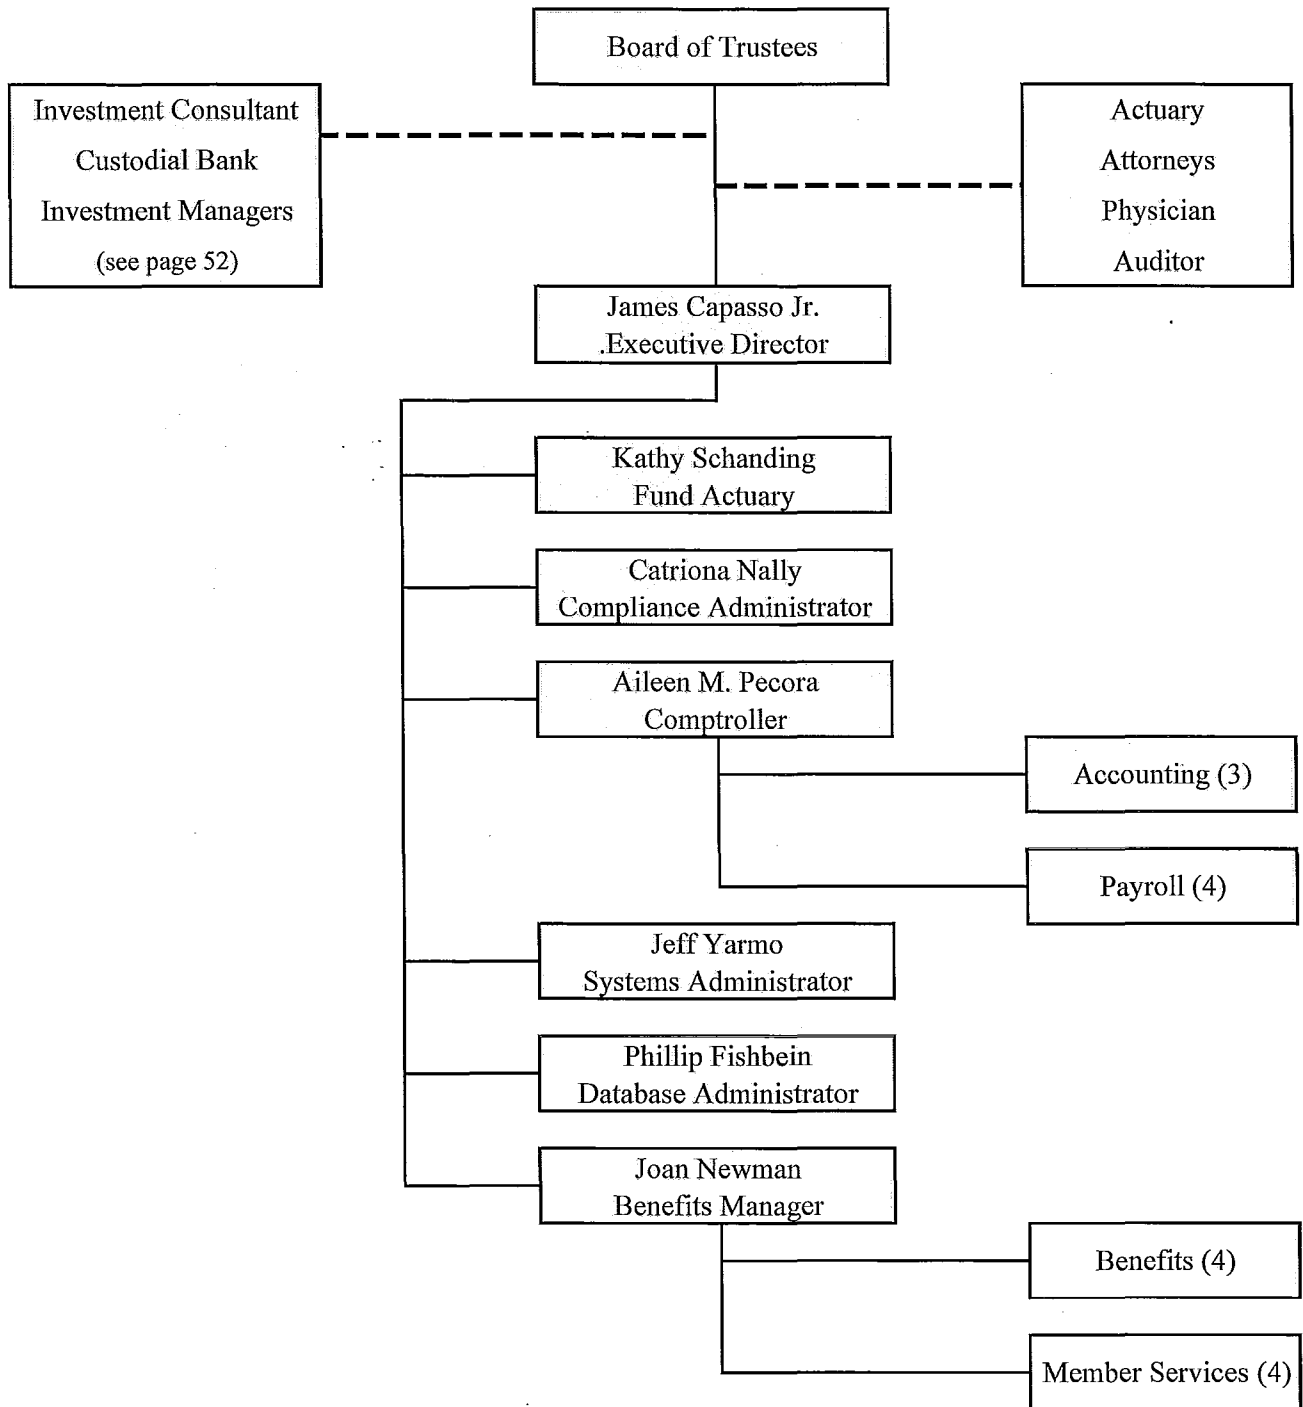 Board of Trustees
Investment Consultant
Custodial Bank
Investment Managers
(see page 52)
Actuary
Attorneys
Physician
Auditor
James Capasso Jr.
Executive Director
Kathy Schanding
Fund Actuary
Catriona Nally
Compliance Administrator
Aileen M. Pecora
Comptroller
Accounting (3)
Payroll (4)
Jeff Yarmo
Systems Administrator
Phillip Fishbein
Database Administrator
Joan Newman
Benefits Manager
Benefits (4)
Member Services (4)